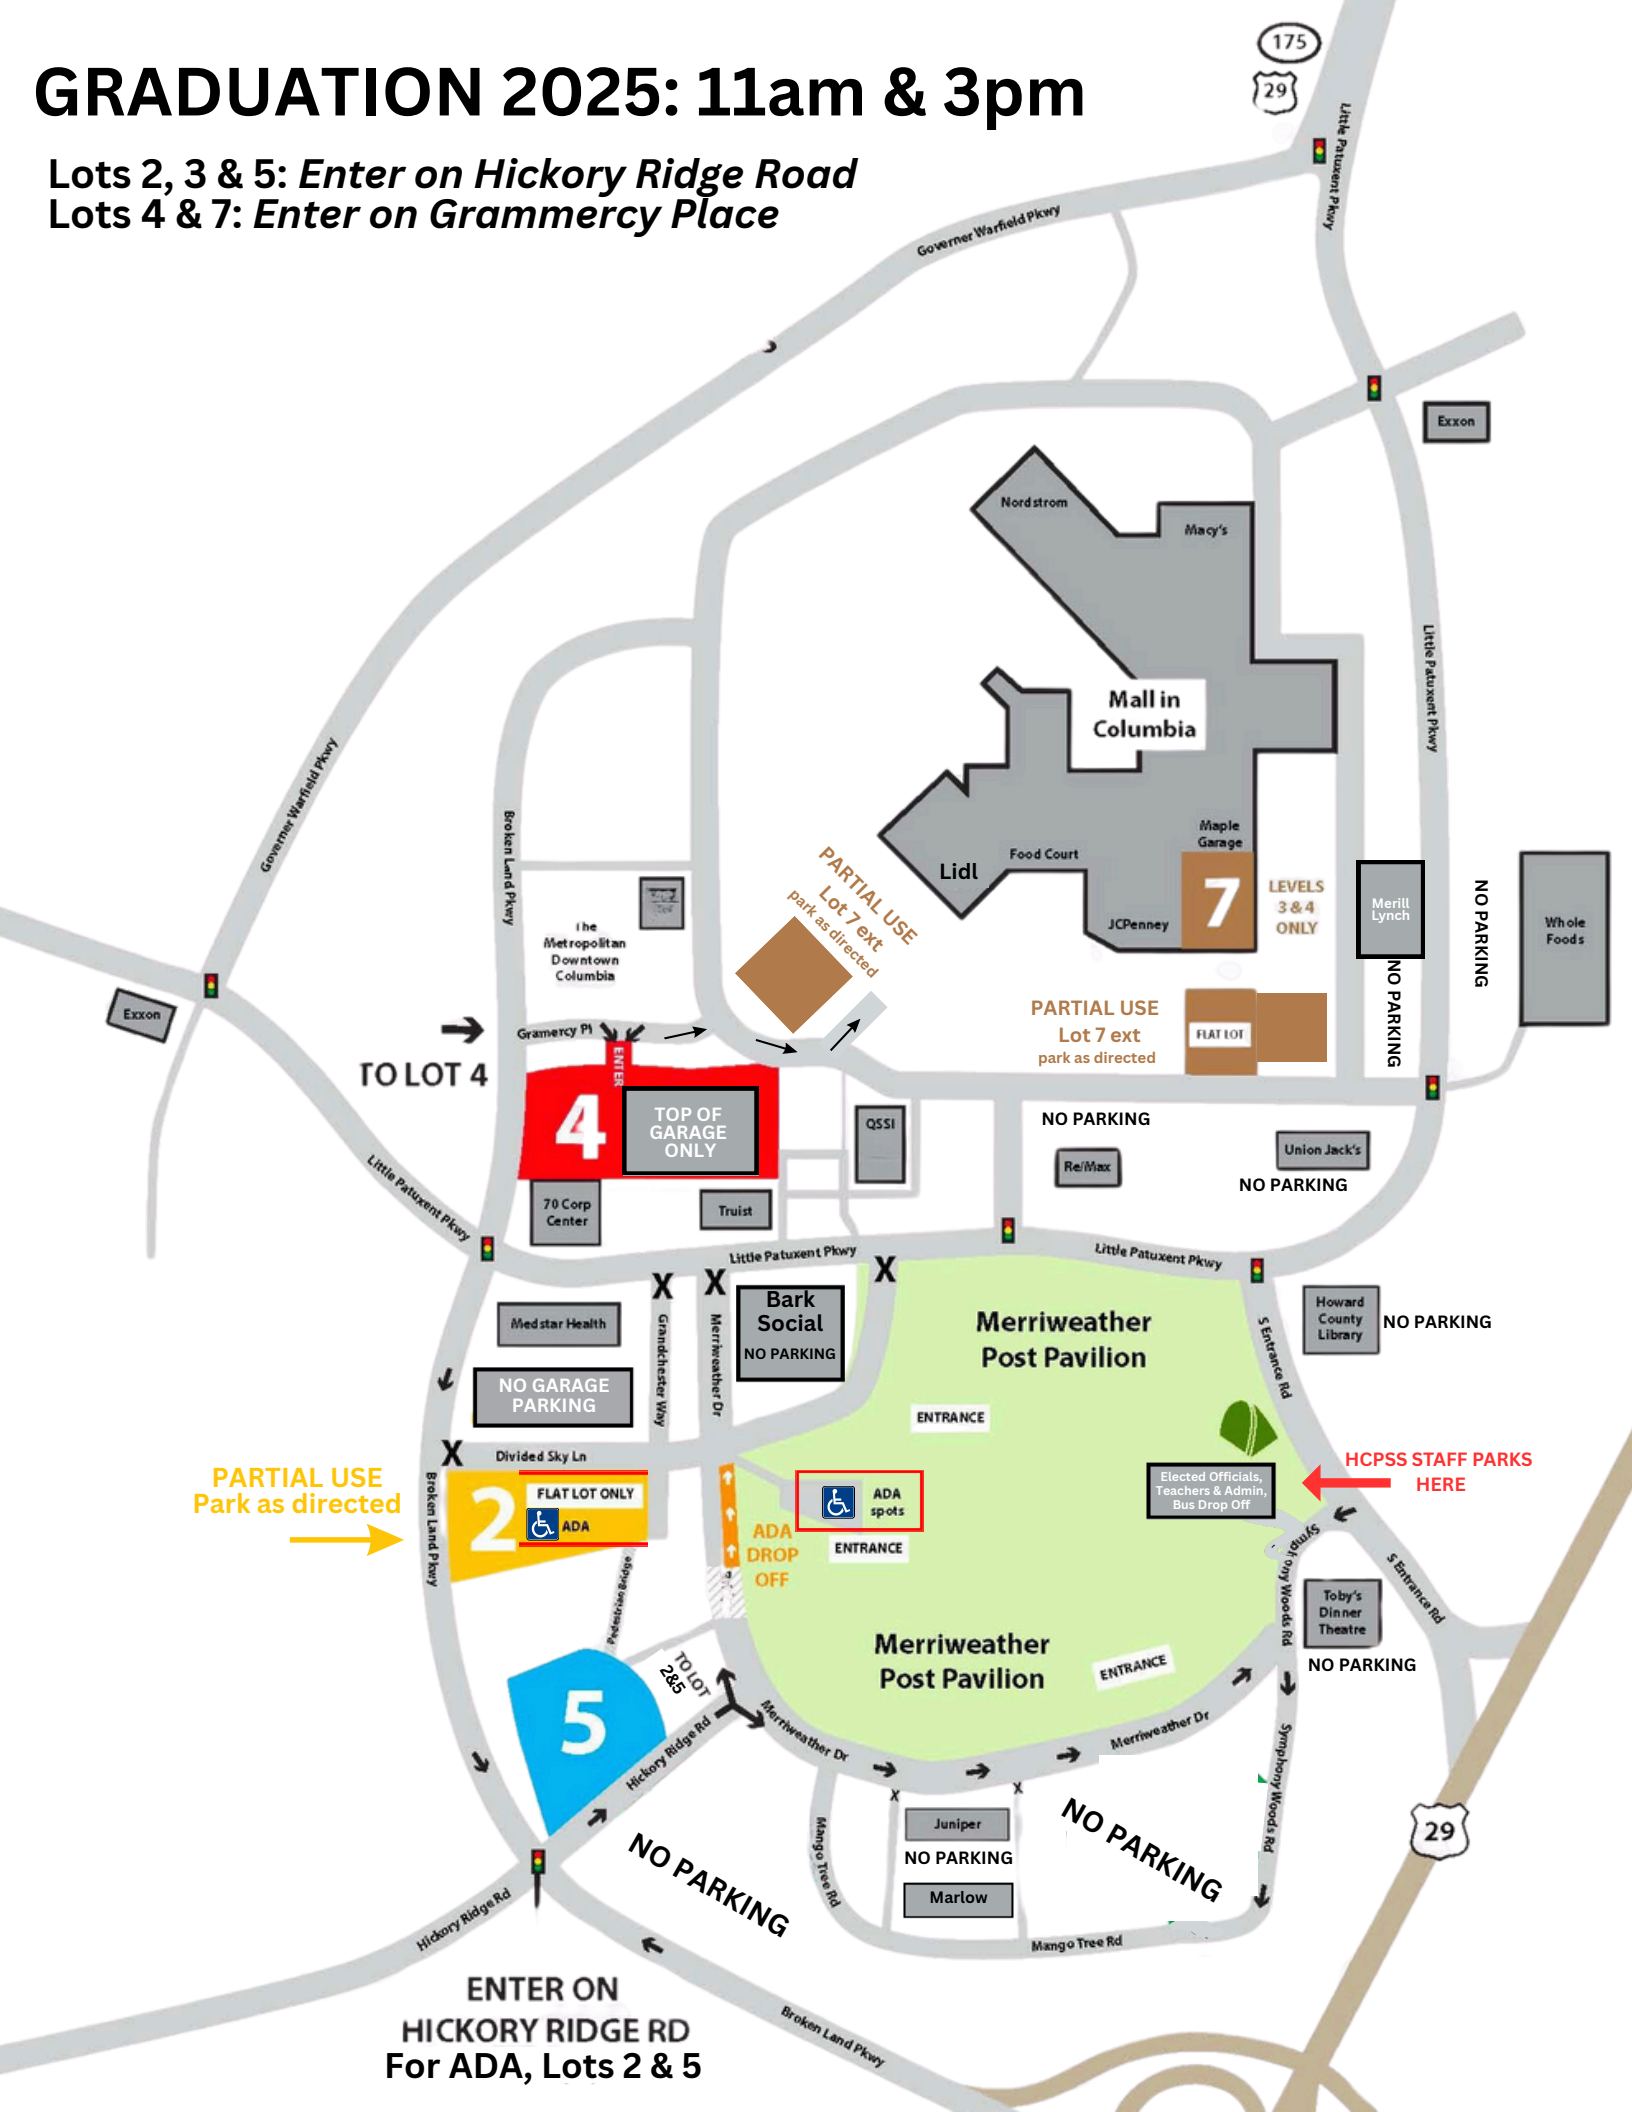 GRADUATION 2025: 11am & 3pm
Lots 2, 3 & 5: Enter on Hickory Ridge Road
Lots 4 & 7: Enter on Grammercy Place
175
29
Little Patuxent Pkwy
Governer Warfield Pkwy
Exxon
Nordstrom
Macy's
Mall in
Columbia
Little Patuxent Pkwy
Governer Warfield Pkwy
Broken Land Pkwy
Maple
Garage
Food Court
Lidl
JCPenney
7
LEVELS
3 & 4
ONLY
Merill
Lynch
NO PARKING
NO PARKING
Whole
Foods
PARTIAL USE
Lot 7 ext
park as directed
The
Metropolitan
Downtown
Columbia
Exxon
Gramercy Pl
TO LOT 4
ENTER
4
TOP OF
GARAGE
ONLY
PARTIAL USE
Lot 7 ext
park as directed
FLAT LOT
QSSI
NO PARKING
Re/Max
Union Jack's
NO PARKING
70 Corp
Center
Truist
Little Patuxent Pkwy
Little Patuxent Pkwy
Little Patuxent Pkwy
X
X
X
Medstar Health
Grandchester Way
Merriweather Dr
Bark
Social
NO PARKING
Merriweather
Post Pavilion
S Entrance Rd
Howard
County
Library
NO PARKING
NO GARAGE
PARKING
ENTRANCE
X
Divided Sky Ln
PARTIAL USE
Park as directed
Broken Land Pkwy
2
FLAT LOT ONLY
ADA
ADA
spots
ENTRANCE
ADA
DROP
OFF
Elected Officials,
Teachers & Admin,
Bus Drop Off
HCPSS STAFF PARKS
HERE
Symphony Woods Rd
S Entrance Rd
Toby's
Dinner
Theatre
NO PARKING
Pedestrian Bridge
5
TO LOT
2&5
Hickory Ridge Rd
Merriweather
Post Pavilion
ENTRANCE
Merriweather Dr
Merriweather Dr
Symphony Woods Rd
X
X
Juniper
NO PARKING
Marlow
NO PARKING
NO PARKING
Mango Tree Rd
Mango Tree Rd
29
Hickory Ridge Rd
ENTER ON
HICKORY RIDGE RD
For ADA, Lots 2 & 5
Broken Land Pkwy